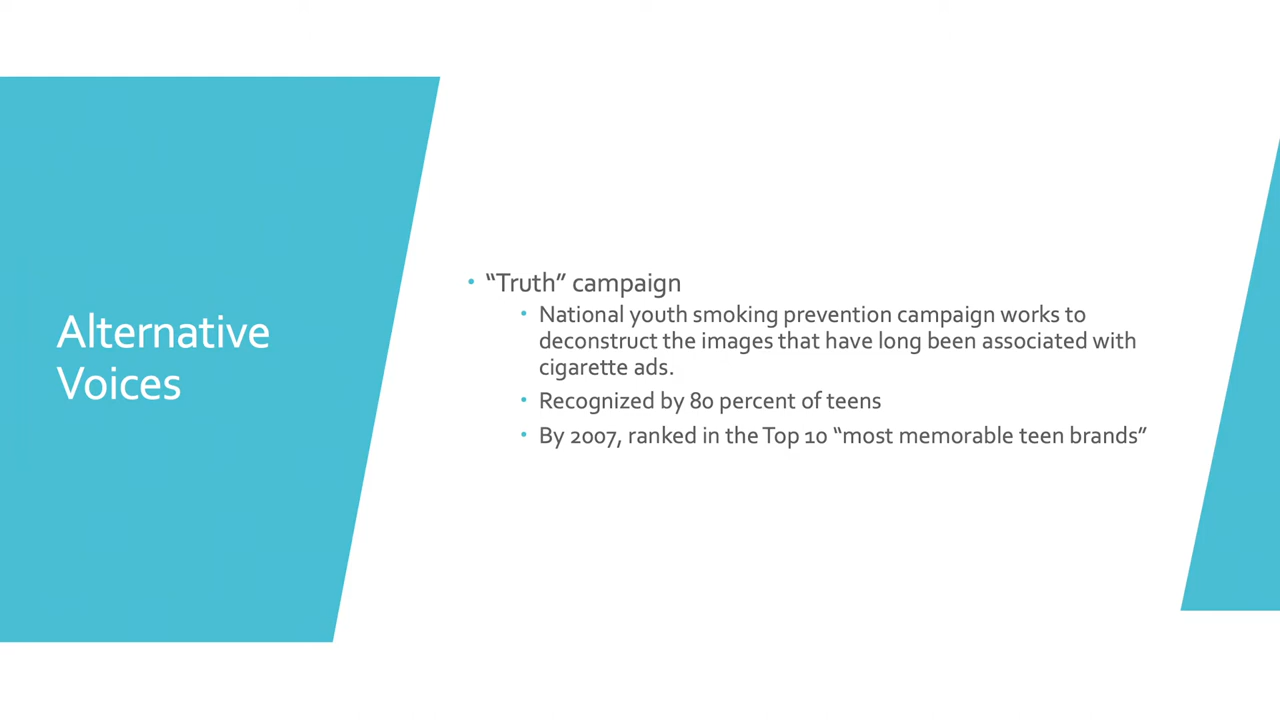 Alternative
Voices
• “Truth” campaign
• National youth smoking prevention campaign works to
deconstruct the images that have long been associated with
cigarette ads.
• Recognized by 80 percent of teens
• By 2007, ranked in the Top 10 “most memorable teen brands”